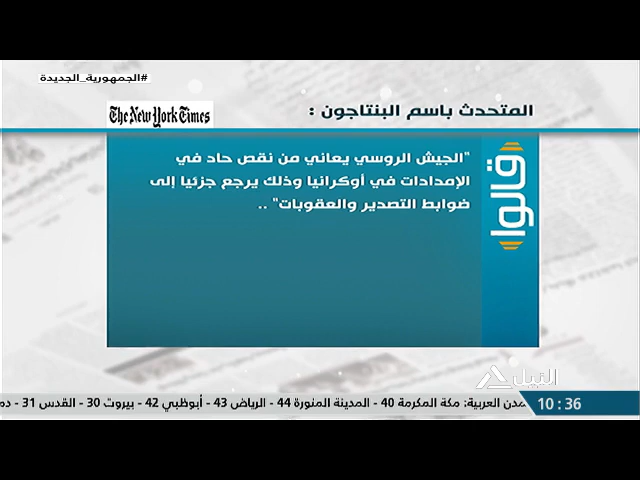 #الجمهورية_الجديدة
المتحدث باسم البنتاجون :
The New York Times
قالوا
"الجيش الروسي يعاني من نقص حاد في
الإمدادات في أوكرانيا وذلك يرجع جزئيا إلى
ضوابط التصدير والعقوبات" ..
النيل
10:36
مدن العربية: مكة المكرمة 40 - المدينة المنورة 44 - الرياض 43 - أبوظبي 42 - بيروت 30 - القدس 31 -